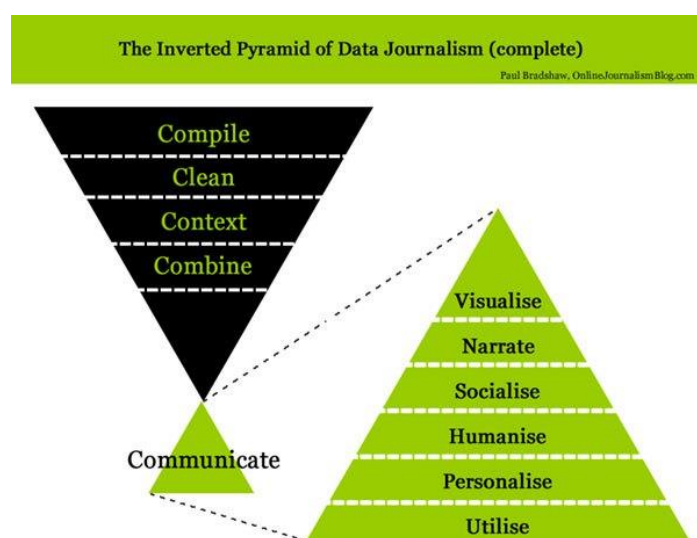 The Inverted Pyramid of Data Journalism (complete)
Paul Bradshaw, OnlineJournalismBlog.com
Compile
Clean
Context
Combine
Communicate
Visualise
Narrate
Socialise
Humanise
Personalise
Utilise